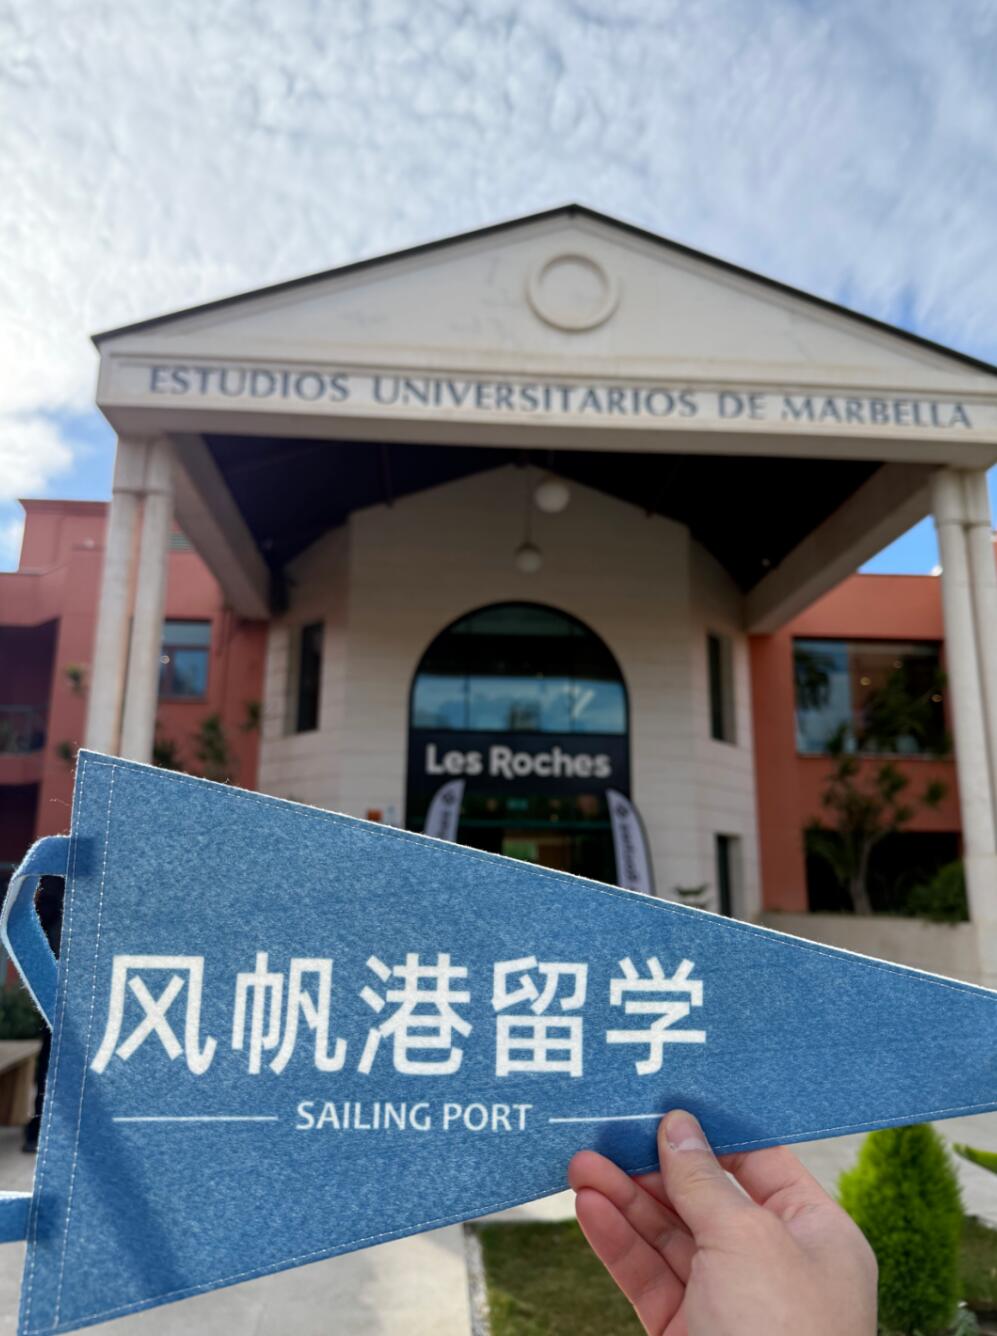 ESTUDIOS UNIVERSITARIOS DE MARBELLA
Les Roches
风帆港留学
SAILING PORT